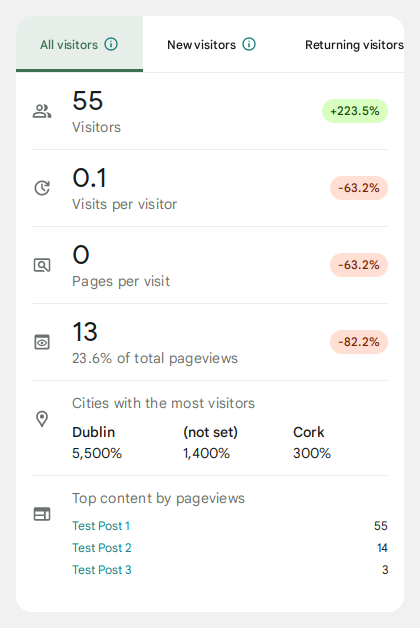 All visitors New visitors Returning visitors
55 +223.5%
Visitors
0.1 -63.2%
Visits per visitor
0 -63.2%
Pages per visit
13 -82.2%
23.6% of total pageviews
Cities with the most visitors
Dublin (not set) Cork
5,500% 1,400% 300%
Top content by pageviews
Test Post 1 55
Test Post 2 14
Test Post 3 3